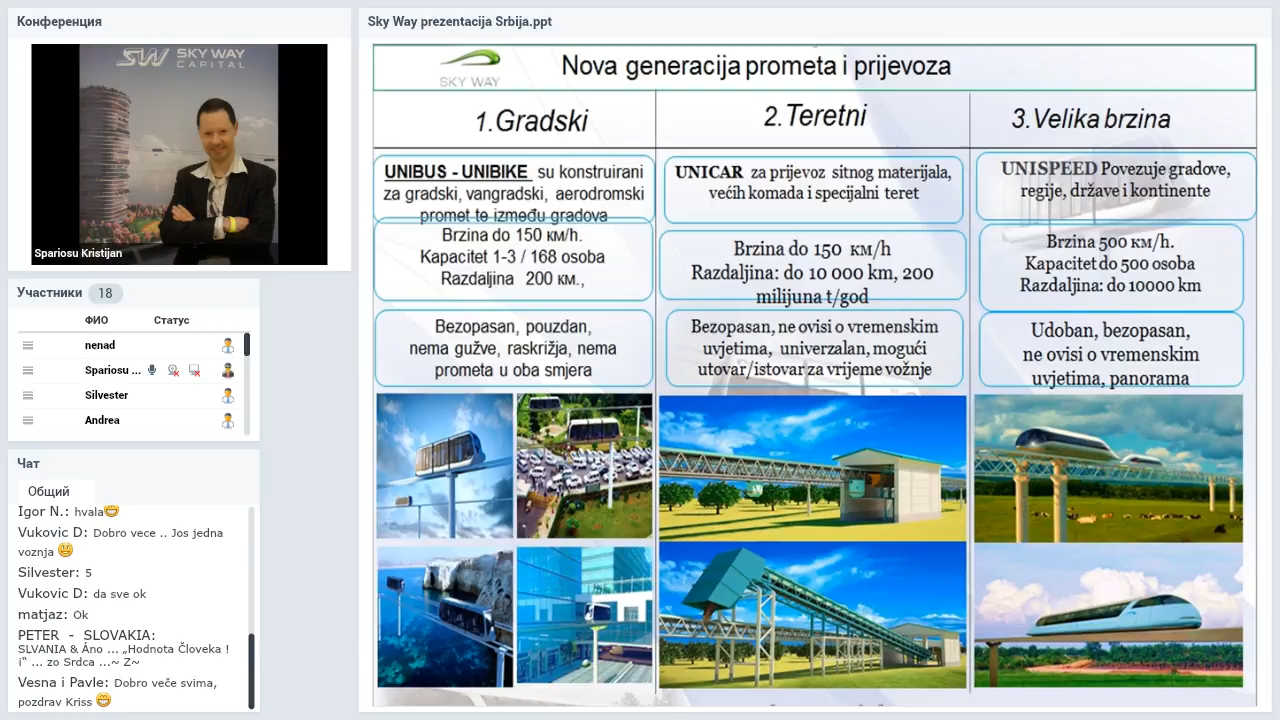 Конференция
SW SKY WAY
CAPITAL
Spariosu Kristijan
Участники 18
ФИО Статус
nenad
Spariosu ...
Silvester
Andrea
Чат
Общий
Igor N.: hvala
Vukovic D: Dobro vece .. Jos jedna
voznja
Silvester: 5
Vukovic D: da sve ok
matjaz: Ok
PETER - SLOVAKIA:
SLVANIA & Áno ... „Hodnota Človeka !
i“ ... zo Srdca ...~ Z~
Vesna i Pavle: Dobro veče svima,
pozdrav Kriss
Sky Way prezentacija Srbija.ppt
SKY WAY
Nova generacija prometa i prijevoza
1.Gradski
UNIBUS - UNIBIKE su konstruirani
za gradski, vangradski, aerodromski
promet te između gradova
Brzina do 150 км/h.
Kapacitet 1-3 / 168 osoba
Razdaljina 200 км.,
Bezopasan, pouzdan,
nema gužve, raskrižja, nema
prometa u oba smjera
2.Teretni
UNICAR za prijevoz sitnog materijala,
većih komada i specijalni teret
Brzina do 150 км/h
Razdaljina: do 10 000 km, 200
milijuna t/god
Bezopasan, ne ovisi o vremenskim
uvjetima, univerzalan, mogući
utovar/istovar za vrijeme vožnje
3.Velika brzina
UNISPEED Povezuje gradove,
regije, države i kontinente
Brzina 500 км/h.
Kapacitet do 500 osoba
Razdaljina: do 10000 km
Udoban, bezopasan,
ne ovisi o vremenskim
uvjetima, panorama